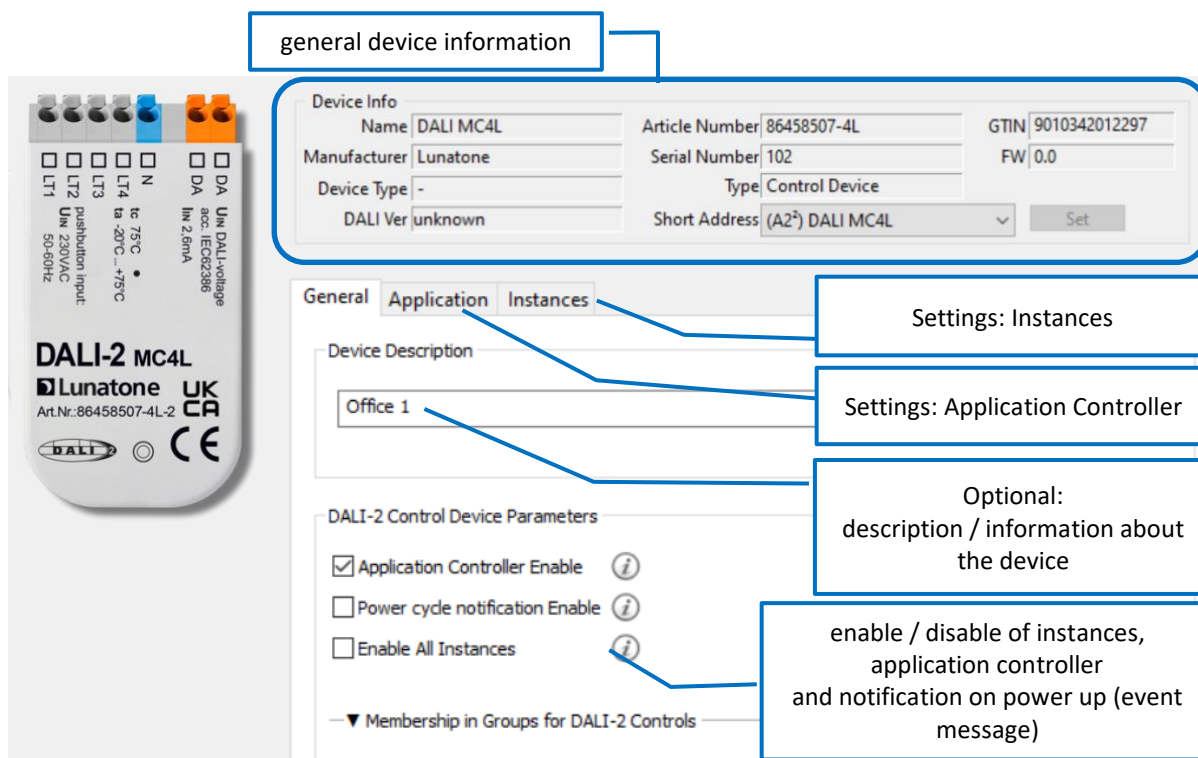 general device information
Device Info
Name DALI MC4L Article Number 86458507-4L GTIN 9010342012297
Manufacturer Lunatone Serial Number 102 FW 0.0
Device Type - Type Control Device
DALI Ver unknown Short Address (A2²) DALI MC4L Set
LT1
LT2
LT3
LT4
N
DA
DA
pushbutton input:
UIN 230VAC
50-60Hz
tc 75°C
ta -20°C ... +75°C
UIN DALI-voltage
acc. IEC62386
IIN 2,6mA
DALI-2 MC4L
Lunatone
UK
CA
Art.Nr.:86458507-4L-2
DALI 2
CE
General Application Instances
Settings: Instances
Device Description
Office 1
Settings: Application Controller
Optional:
description / information about
the device
DALI-2 Control Device Parameters
Application Controller Enable i
Power cycle notification Enable i
Enable All Instances i
enable / disable of instances,
application controller
and notification on power up (event
message)
▼ Membership in Groups for DALI-2 Controls